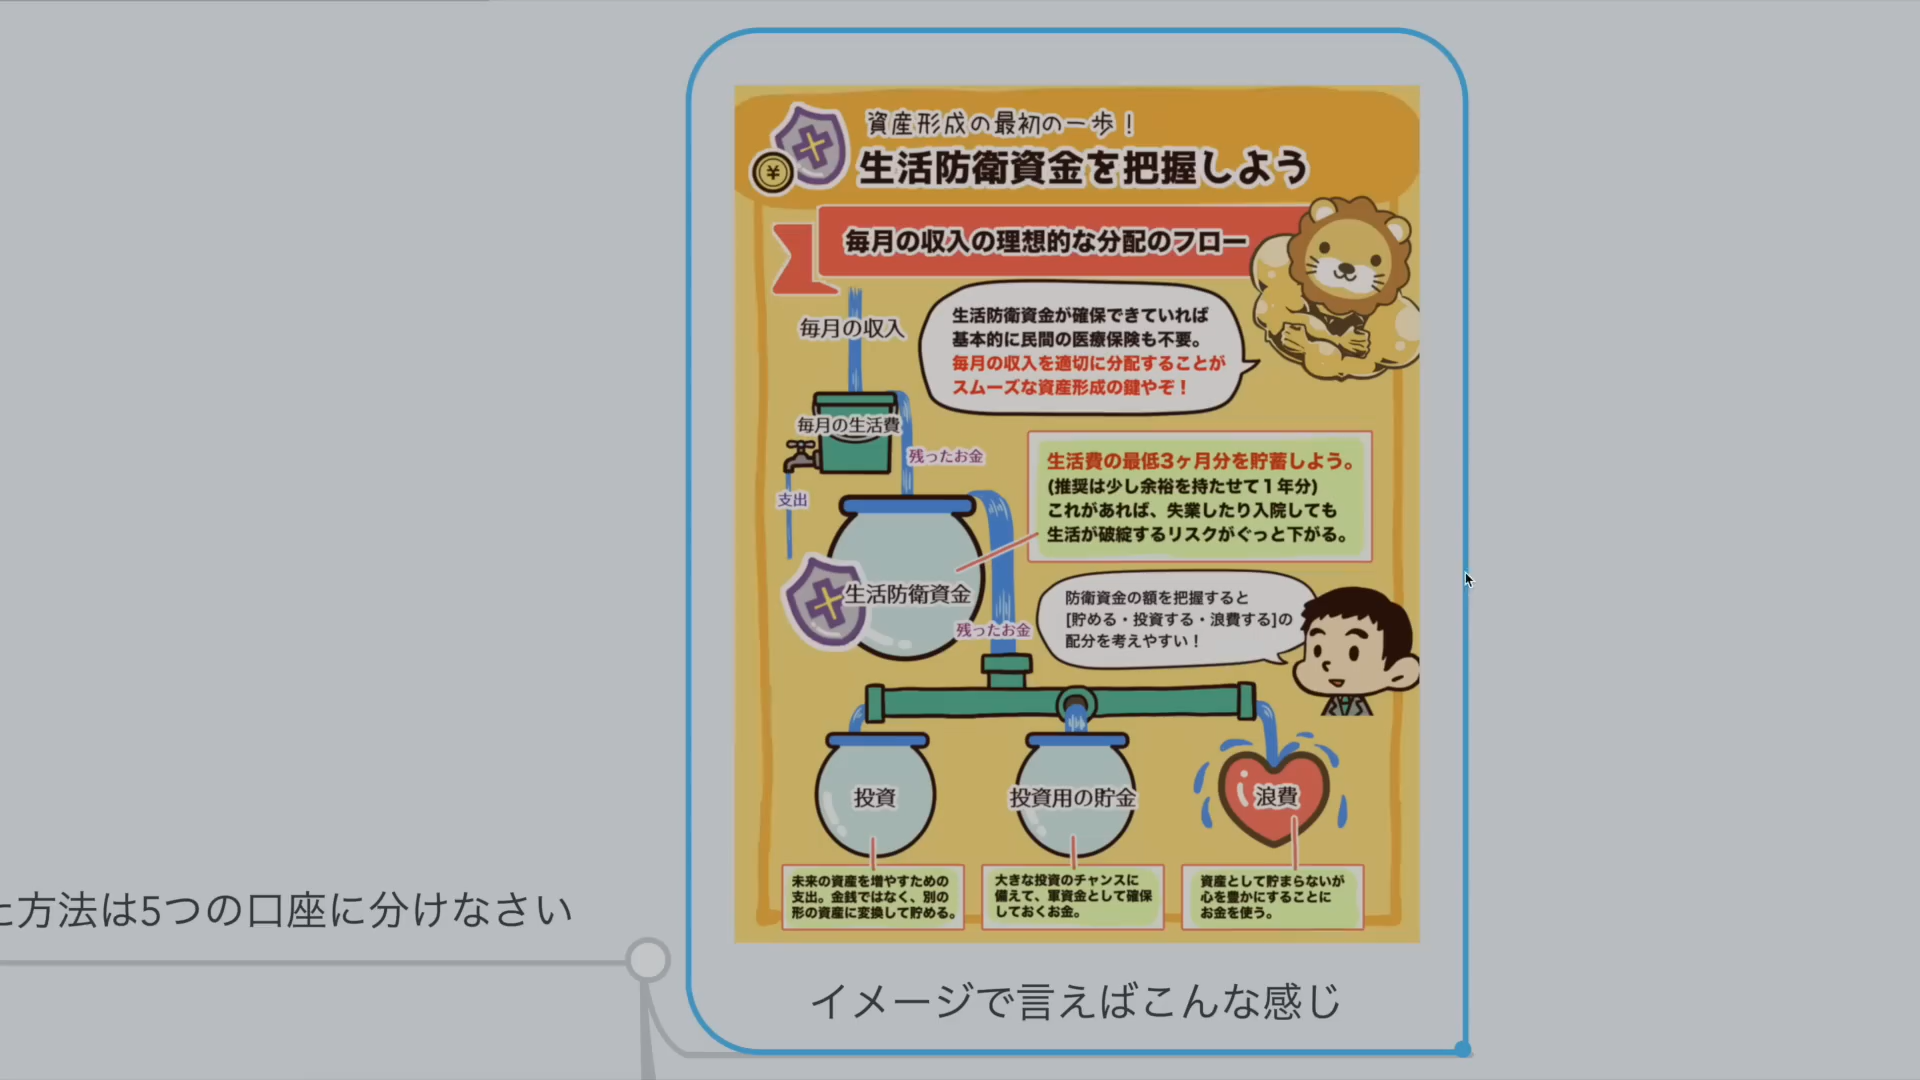 資産形成の最初の一歩！
¥
生活防衛資金を把握しよう
毎月の収入の理想的な分配のフロー
毎月の収入
生活防衛資金が確保できていれば
基本的に民間の医療保険も不要。
毎月の収入を適切に分配することが
スムーズな資産形成の鍵やぞ！
毎月の生活費
残ったお金
支出
生活費の最低3ヶ月分を貯蓄しよう。
(推奨は少し余裕を持たせて1年分)
これがあれば、失業したり入院しても
生活が破綻するリスクがぐっと下がる。
生活防衛資金
残ったお金
防衛資金の額を把握すると
[貯める・投資する・浪費する]の
配分を考えやすい！
投資
投資用の貯金
浪費
未来の資産を増やすための
支出。金銭ではなく、別の
形の資産に変換して貯める。
大きな投資のチャンスに
備えて、軍資金として確保
しておくお金。
資産として貯まらないが
心を豊かにすることに
お金を使う。
方法は5つの口座に分けなさい
イメージで言えばこんな感じ